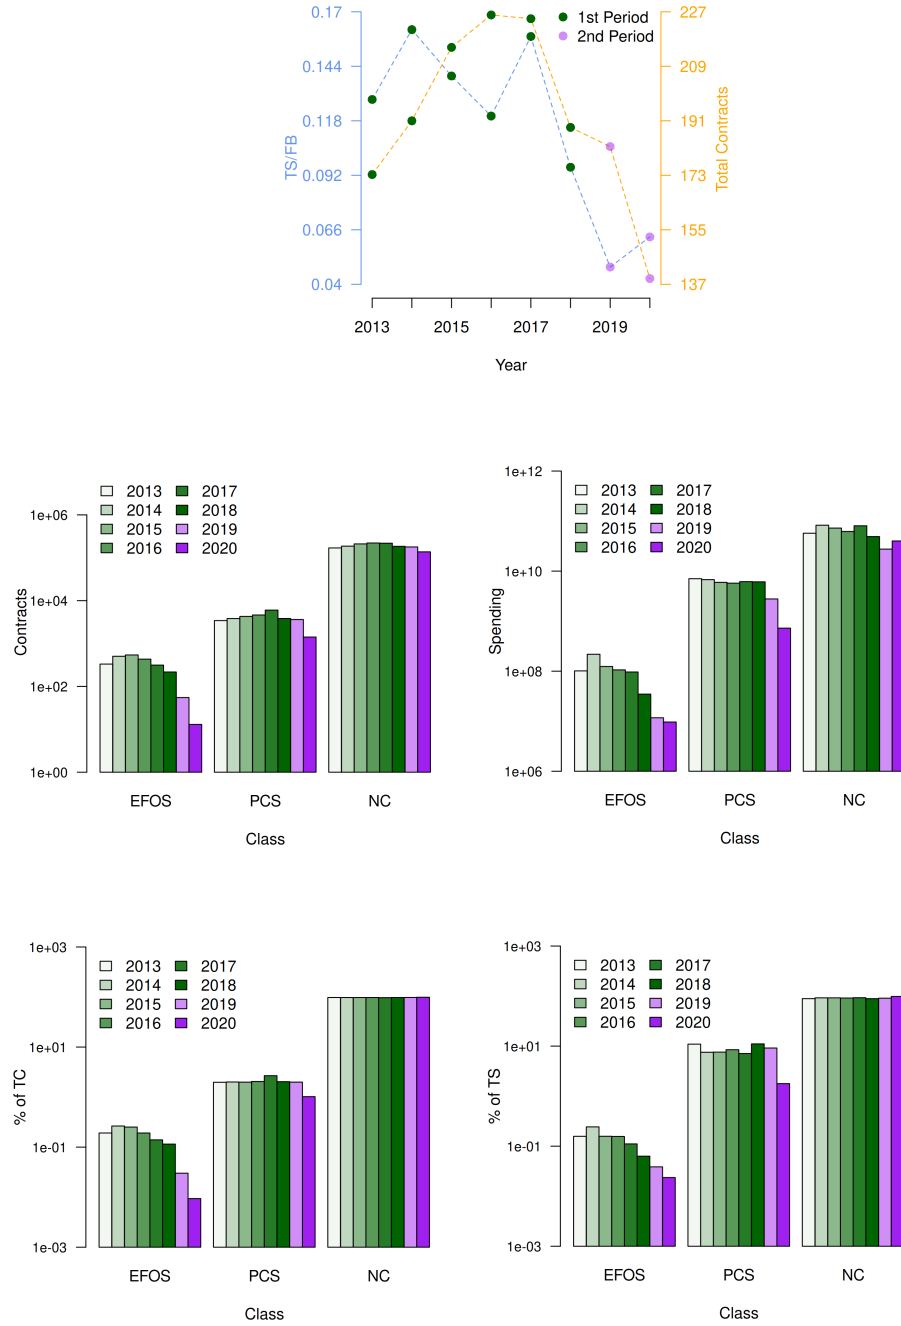 0.17
0.144
0.118
0.092
0.066
0.04
TS/FB
1st Period
2nd Period
227
209
191
173
155
137
Total Contracts
2013 2015 2017 2019
Year
1e+06
1e+04
1e+02
1e+00
Contracts
2013 2017
2014 2018
2015 2019
2016 2020
EFOS PCS NC
Class
1e+12
1e+10
1e+08
1e+06
Spending
2013 2017
2014 2018
2015 2019
2016 2020
EFOS PCS NC
Class
1e+03
1e+01
1e-01
1e-03
% of TC
2013 2017
2014 2018
2015 2019
2016 2020
EFOS PCS NC
Class
1e+03
1e+01
1e-01
1e-03
% of TS
2013 2017
2014 2018
2015 2019
2016 2020
EFOS PCS NC
Class